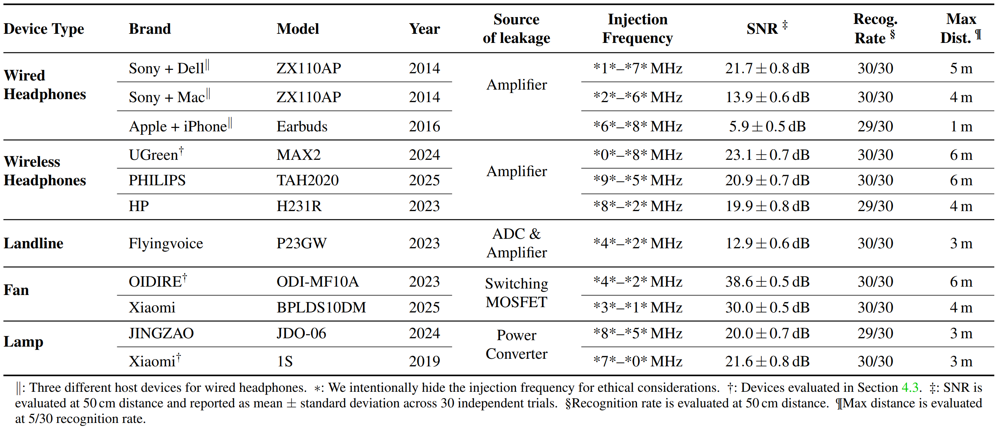 Device Type Brand Model Year Source of leakage Injection Frequency SNR ‡ Recog. Rate § Max Dist. ¶
Wired Headphones Sony + Dell‖ ZX110AP 2014 Amplifier *1*–*7* MHz 21.7 ± 0.8 dB 30/30 5 m
Sony + Mac‖ ZX110AP 2014 *2*–*6* MHz 13.9 ± 0.6 dB 30/30 4 m
Apple + iPhone‖ Earbuds 2016 *6*–*8* MHz 5.9 ± 0.5 dB 29/30 1 m
Wireless Headphones UGreen† MAX2 2024 Amplifier *0*–*8* MHz 23.1 ± 0.7 dB 30/30 6 m
PHILIPS TAH2020 2025 *9*–*5* MHz 20.9 ± 0.7 dB 30/30 6 m
HP H231R 2023 *8*–*2* MHz 19.9 ± 0.8 dB 29/30 4 m
Landline Flyingvoice P23GW 2023 ADC & Amplifier *4*–*2* MHz 12.9 ± 0.6 dB 30/30 3 m
Fan OIDIRE† ODI-MF10A 2023 Switching MOSFET *4*–*2* MHz 38.6 ± 0.5 dB 30/30 6 m
Xiaomi BPLDS10DM 2025 *3*–*1* MHz 30.0 ± 0.5 dB 30/30 4 m
Lamp JINGZAO JDO-06 2024 Power Converter *8*–*5* MHz 20.0 ± 0.7 dB 29/30 3 m
Xiaomi† 1S 2019 *7*–*0* MHz 21.6 ± 0.8 dB 30/30 3 m
‖: Three different host devices for wired headphones. *: We intentionally hide the injection frequency for ethical considerations. †: Devices evaluated in Section 4.3. ‡: SNR is
evaluated at 50 cm distance and reported as mean ± standard deviation across 30 independent trials. §Recognition rate is evaluated at 50 cm distance. ¶Max distance is evaluated
at 5/30 recognition rate.